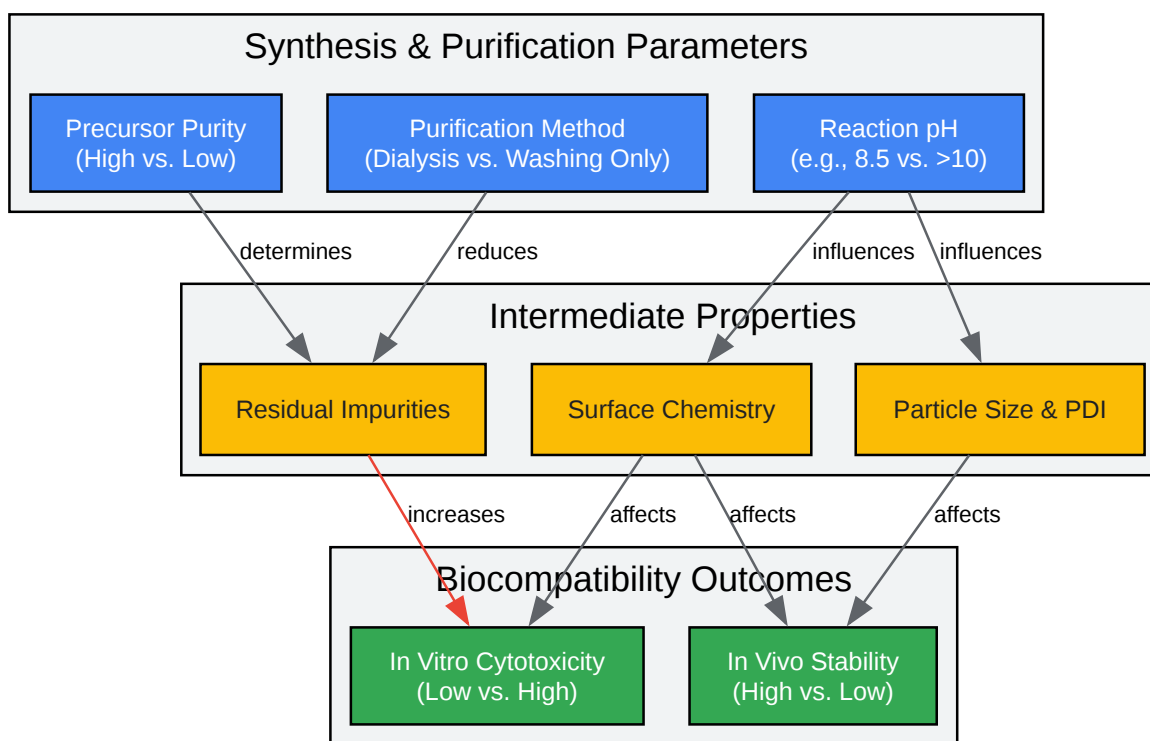 Synthesis & Purification Parameters
Precursor Purity
(High vs. Low)
Purification Method
(Dialysis vs. Washing Only)
Reaction pH
(e.g., 8.5 vs. >10)
determines
reduces
influences
influences
Intermediate Properties
Residual Impurities
Surface Chemistry
Particle Size & PDI
increases
affects
affects
affects
Biocompatibility Outcomes
In Vitro Cytotoxicity
(Low vs. High)
In Vivo Stability
(High vs. Low)